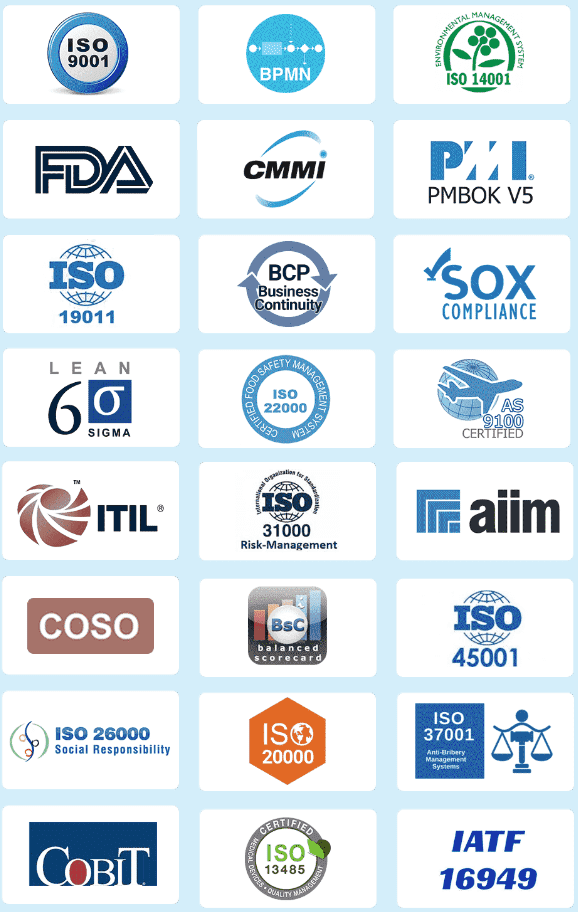 ISO
9001
BPMN
ENVIRONMENTAL MANAGEMENT SYSTEM
ISO 14001
FDA
CMMi
PMI®
PMBOK V5
ISO
19011
BCP
Business
Continuity
SOX
COMPLIANCE
LEAN
6σ
SIGMA
CERTIFIED FOOD SAFETY MANAGEMENT SYSTEM
ISO
22000
AS
9100
CERTIFIED
ITIL®
TM
International Organization for Standardization
ISO
31000
Risk-Management
aiim
COSO
BSC
balanced
scorecard
ISO
45001
ISO 26000
Social Responsibility
ISO
20000
ISO
37001
Anti-Bribery
Management
Systems
COBIT
CERTIFIED
MEDICAL DEVICES • QUALITY MANAGEMENT
ISO
13485
IATF
16949